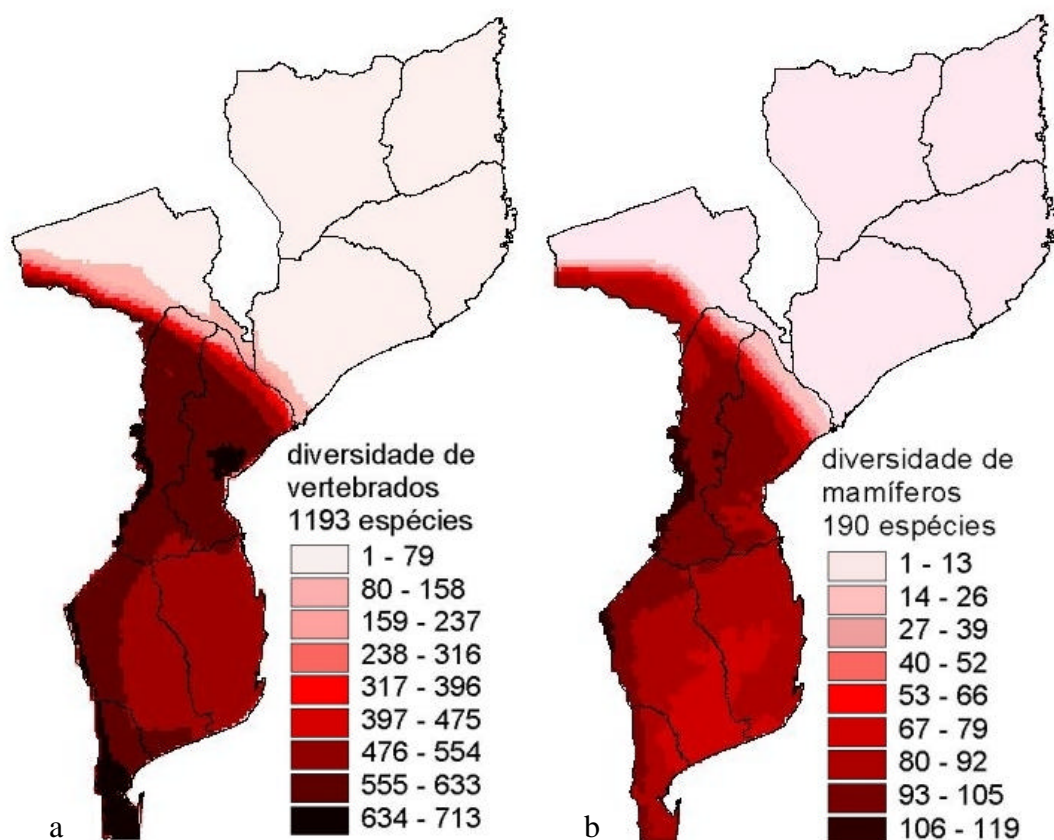 diversidade de
vertebrados
1193 espécies
1 - 79
80 - 158
159 - 237
238 - 316
317 - 396
397 - 475
476 - 554
555 - 633
634 - 713
a
diversidade de
mamíferos
190 espécies
1 - 13
14 - 26
27 - 39
40 - 52
53 - 66
67 - 79
80 - 92
93 - 105
106 - 119
b